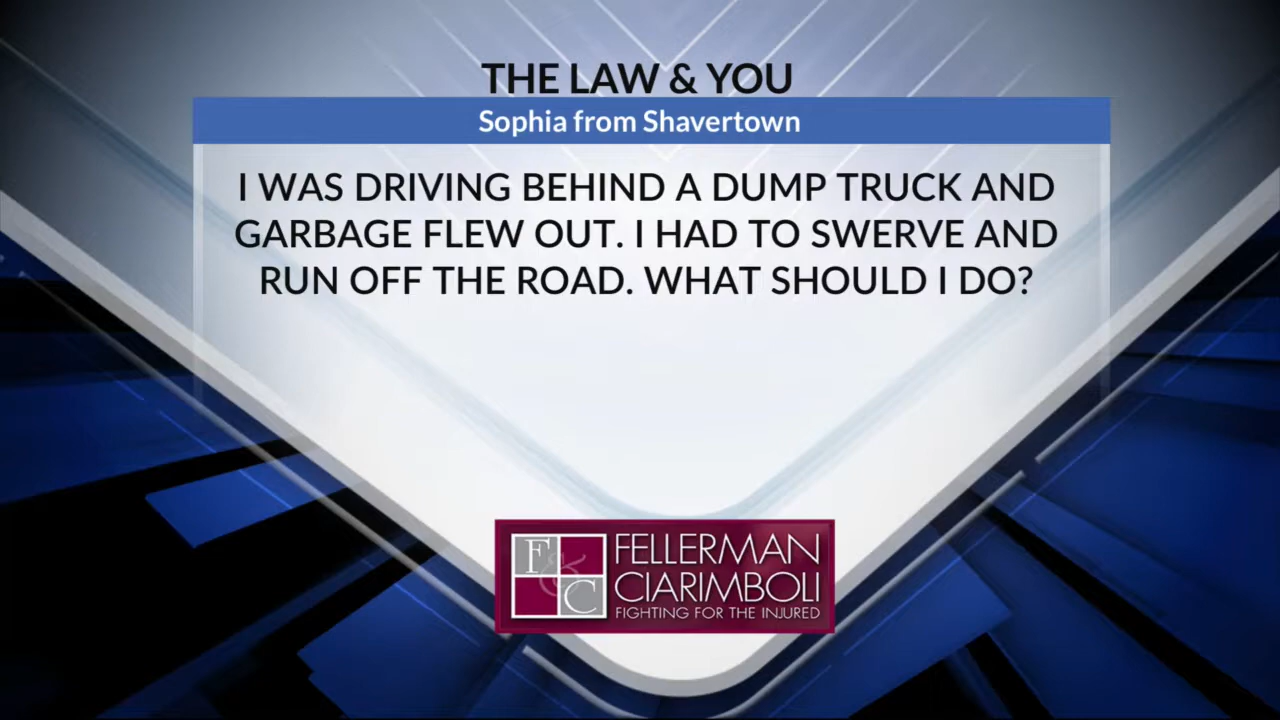 THE LAW & YOU
Sophia from Shavertown
I WAS DRIVING BEHIND A DUMP TRUCK AND
GARBAGE FLEW OUT. I HAD TO SWERVE AND
RUN OFF THE ROAD. WHAT SHOULD I DO?
F&C
FELLERMAN
CIARIMBOLI
FIGHTING FOR THE INJURED